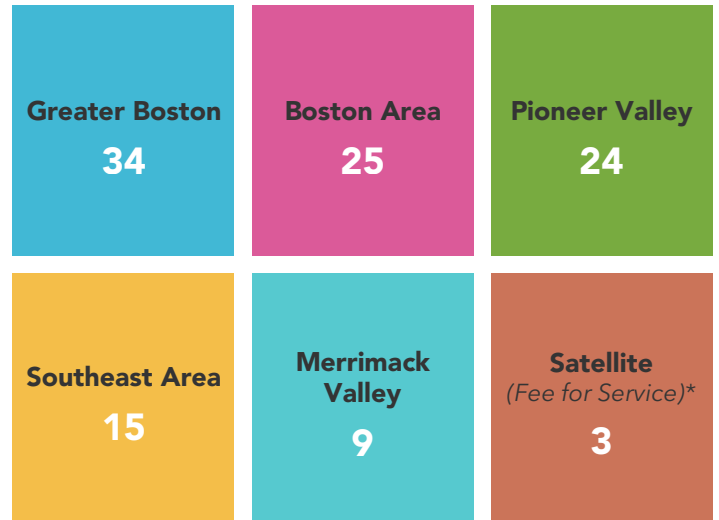 Greater Boston
34
Boston Area
25
Pioneer Valley
24
Southeast Area
15
Merrimack
Valley
9
Satellite
(Fee for Service)*
3